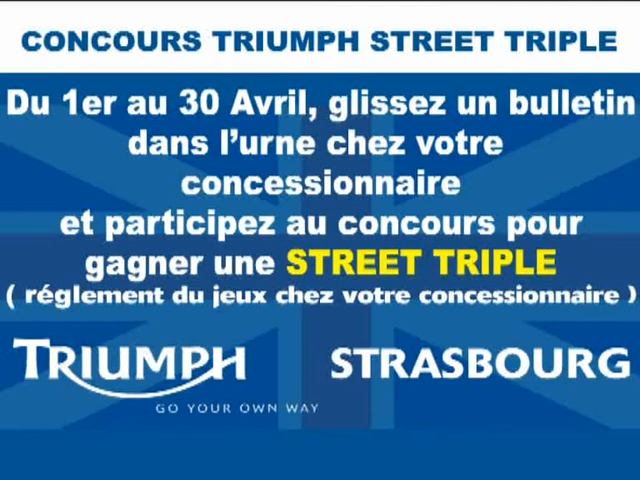 CONCOURS TRIUMPH STREET TRIPLE
Du 1er au 30 Avril, glissez un bulletin
dans l'urne chez votre
concessionnaire
et participez au concours pour
gagner une STREET TRIPLE
( réglement du jeux chez votre concessionnaire )
TRIUMPH STRASBOURG
GO YOUR OWN WAY